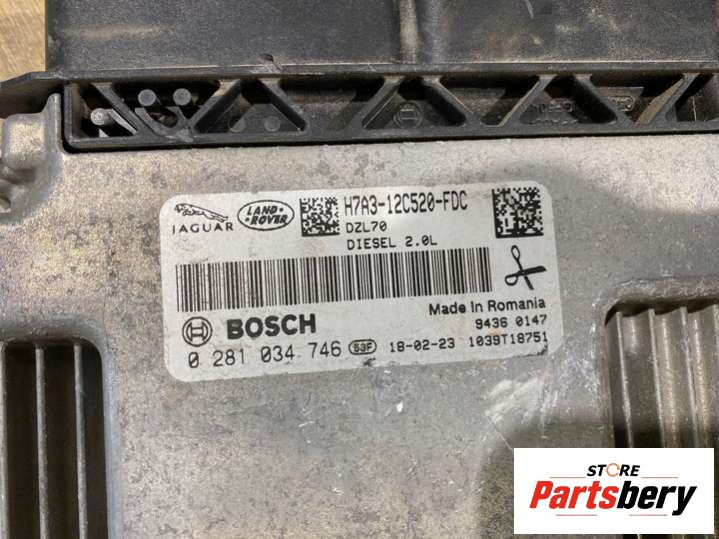 JAGUAR
LAND ROVER
H7A3-12C520-FDC
DZL70
DIESEL 2.0L
Made in Romania
BOSCH
9436 0147
0 281 034 746 S3F 18-02-23 1039T18751
STORE
Partsbery